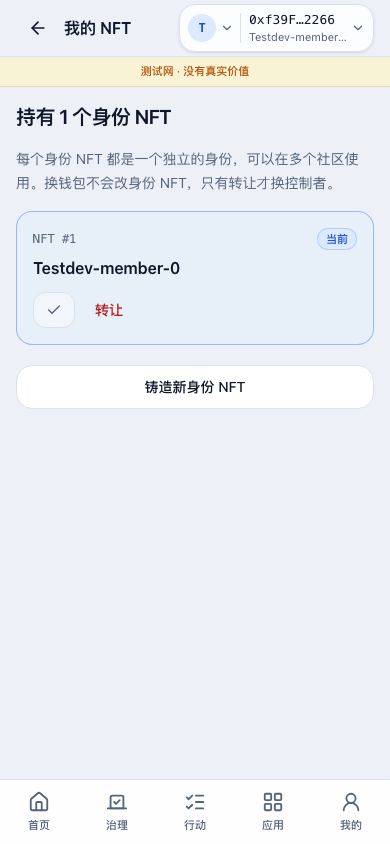 我的 NFT
T
0xf39F…2266
Testdev-member…
测试网 · 没有真实价值
持有 1 个身份 NFT
每个身份 NFT 都是一个独立的身份，可以在多个社区使
用。换钱包不会改身份 NFT，只有转让才换控制者。
NFT #1
当前
Testdev-member-0
转让
铸造新身份 NFT
首页
治理
行动
应用
我的